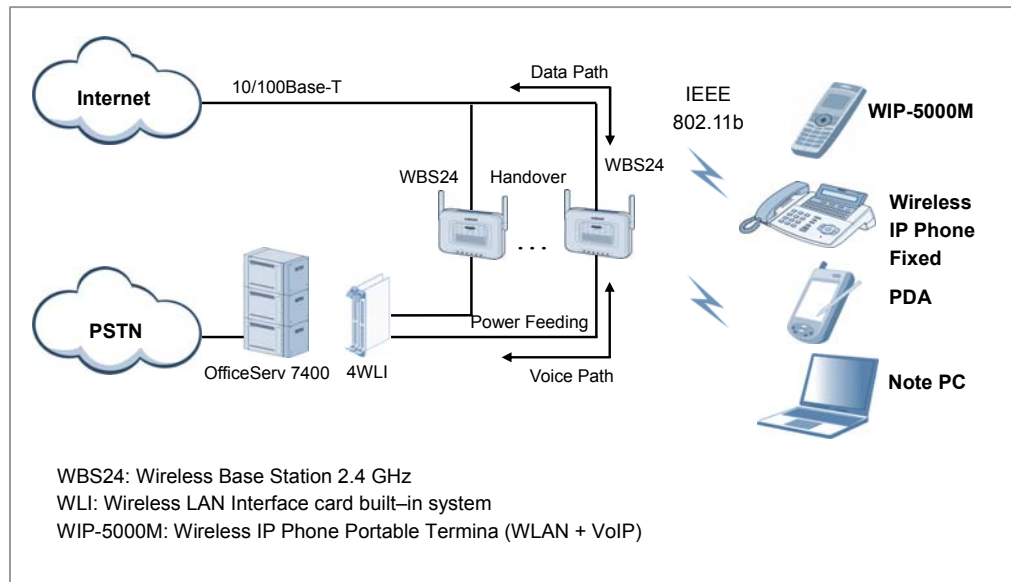 Internet
10/100Base-T
Data Path
IEEE
802.11b
WIP-5000M
WBS24
Handover
WBS24
Wireless
IP Phone
Fixed
. . .
PSTN
OfficeServ 7400
4WLI
Power Feeding
Voice Path
PDA
Note PC
WBS24: Wireless Base Station 2.4 GHz
WLI: Wireless LAN Interface card built–in system
WIP-5000M: Wireless IP Phone Portable Termina (WLAN + VoIP)